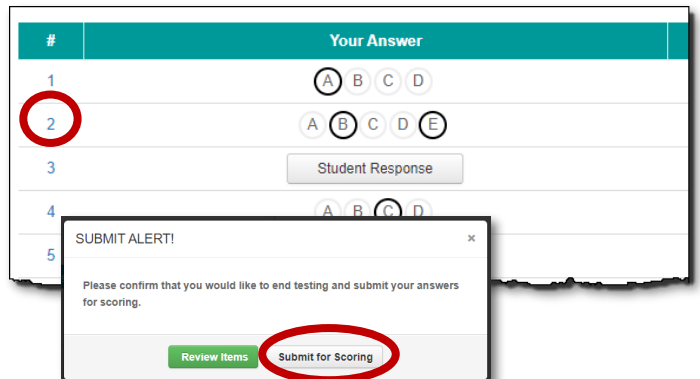 # Your Answer
1 A B C D
2 A B C D E
3 Student Response
4 A B C D
5
SUBMIT ALERT! ×
Please confirm that you would like to end testing and submit your answers
for scoring.
Review Items Submit for Scoring